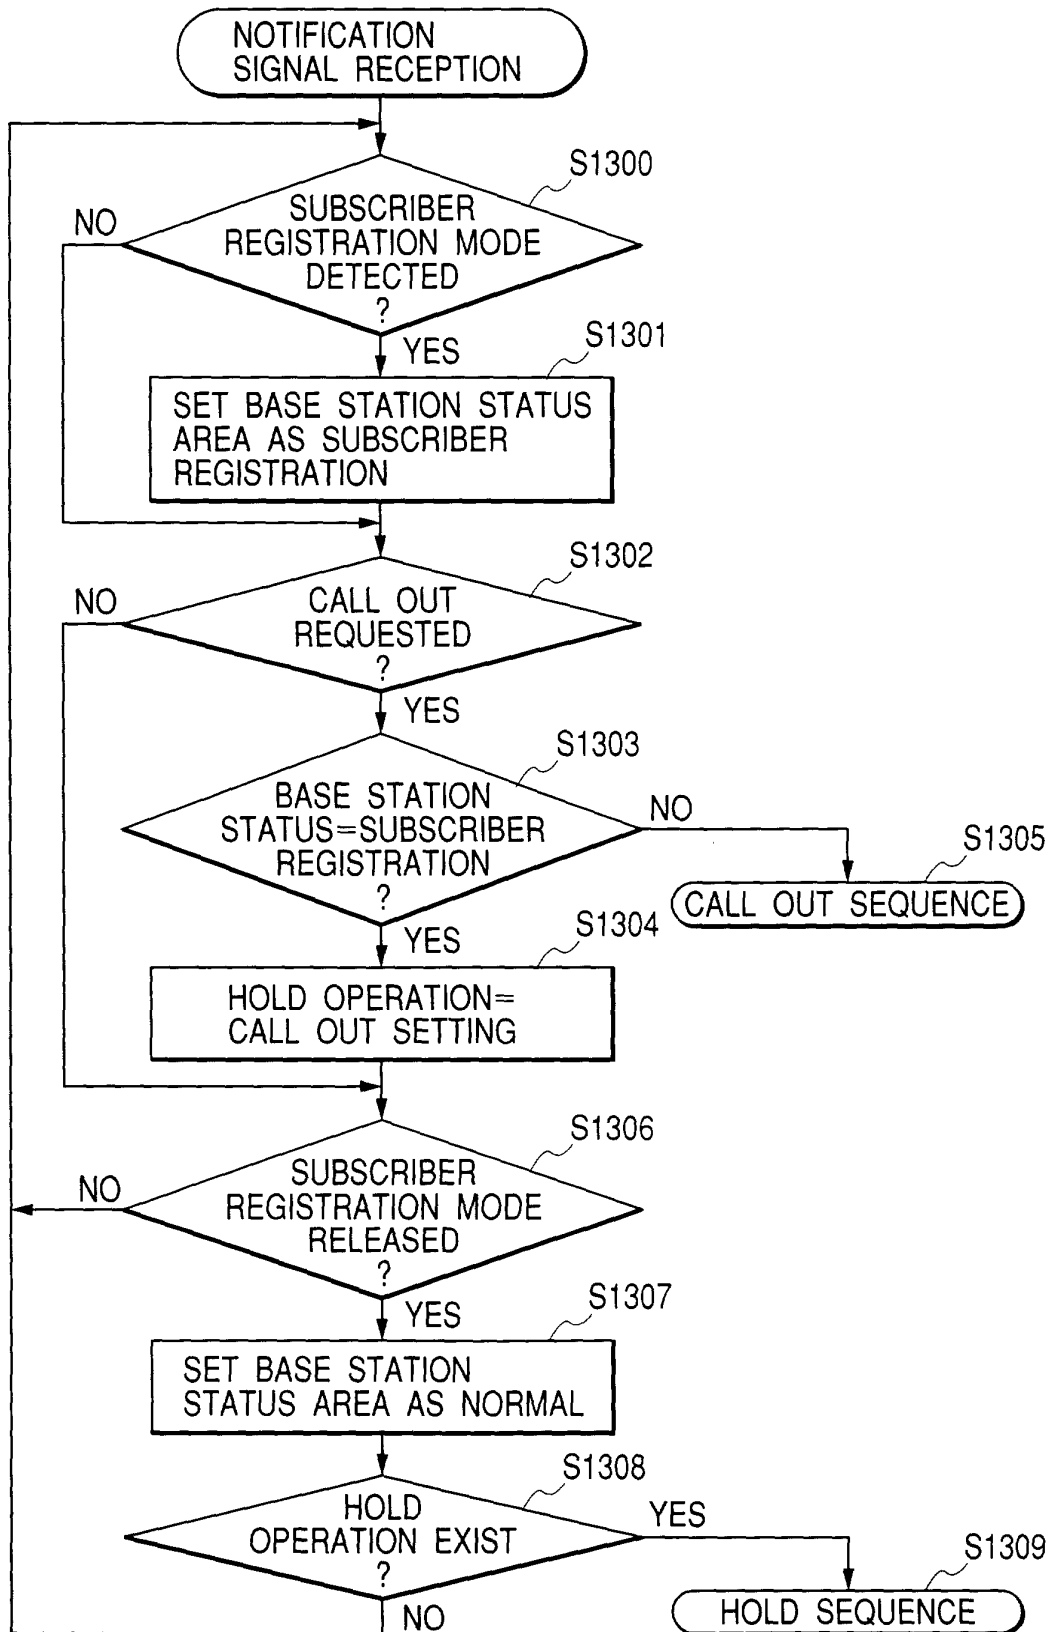 NOTIFICATION
SIGNAL RECEPTION
S1300
SUBSCRIBER
REGISTRATION MODE
DETECTED
?
NO
YES
S1301
SET BASE STATION STATUS
AREA AS SUBSCRIBER
REGISTRATION
S1302
CALL OUT
REQUESTED
?
NO
YES
S1303
BASE STATION
STATUS=SUBSCRIBER
REGISTRATION
?
NO
S1305
CALL OUT SEQUENCE
YES
S1304
HOLD OPERATION=
CALL OUT SETTING
S1306
SUBSCRIBER
REGISTRATION MODE
RELEASED
?
NO
YES
S1307
SET BASE STATION
STATUS AREA AS NORMAL
S1308
HOLD
OPERATION EXIST
?
YES
S1309
HOLD SEQUENCE
NO